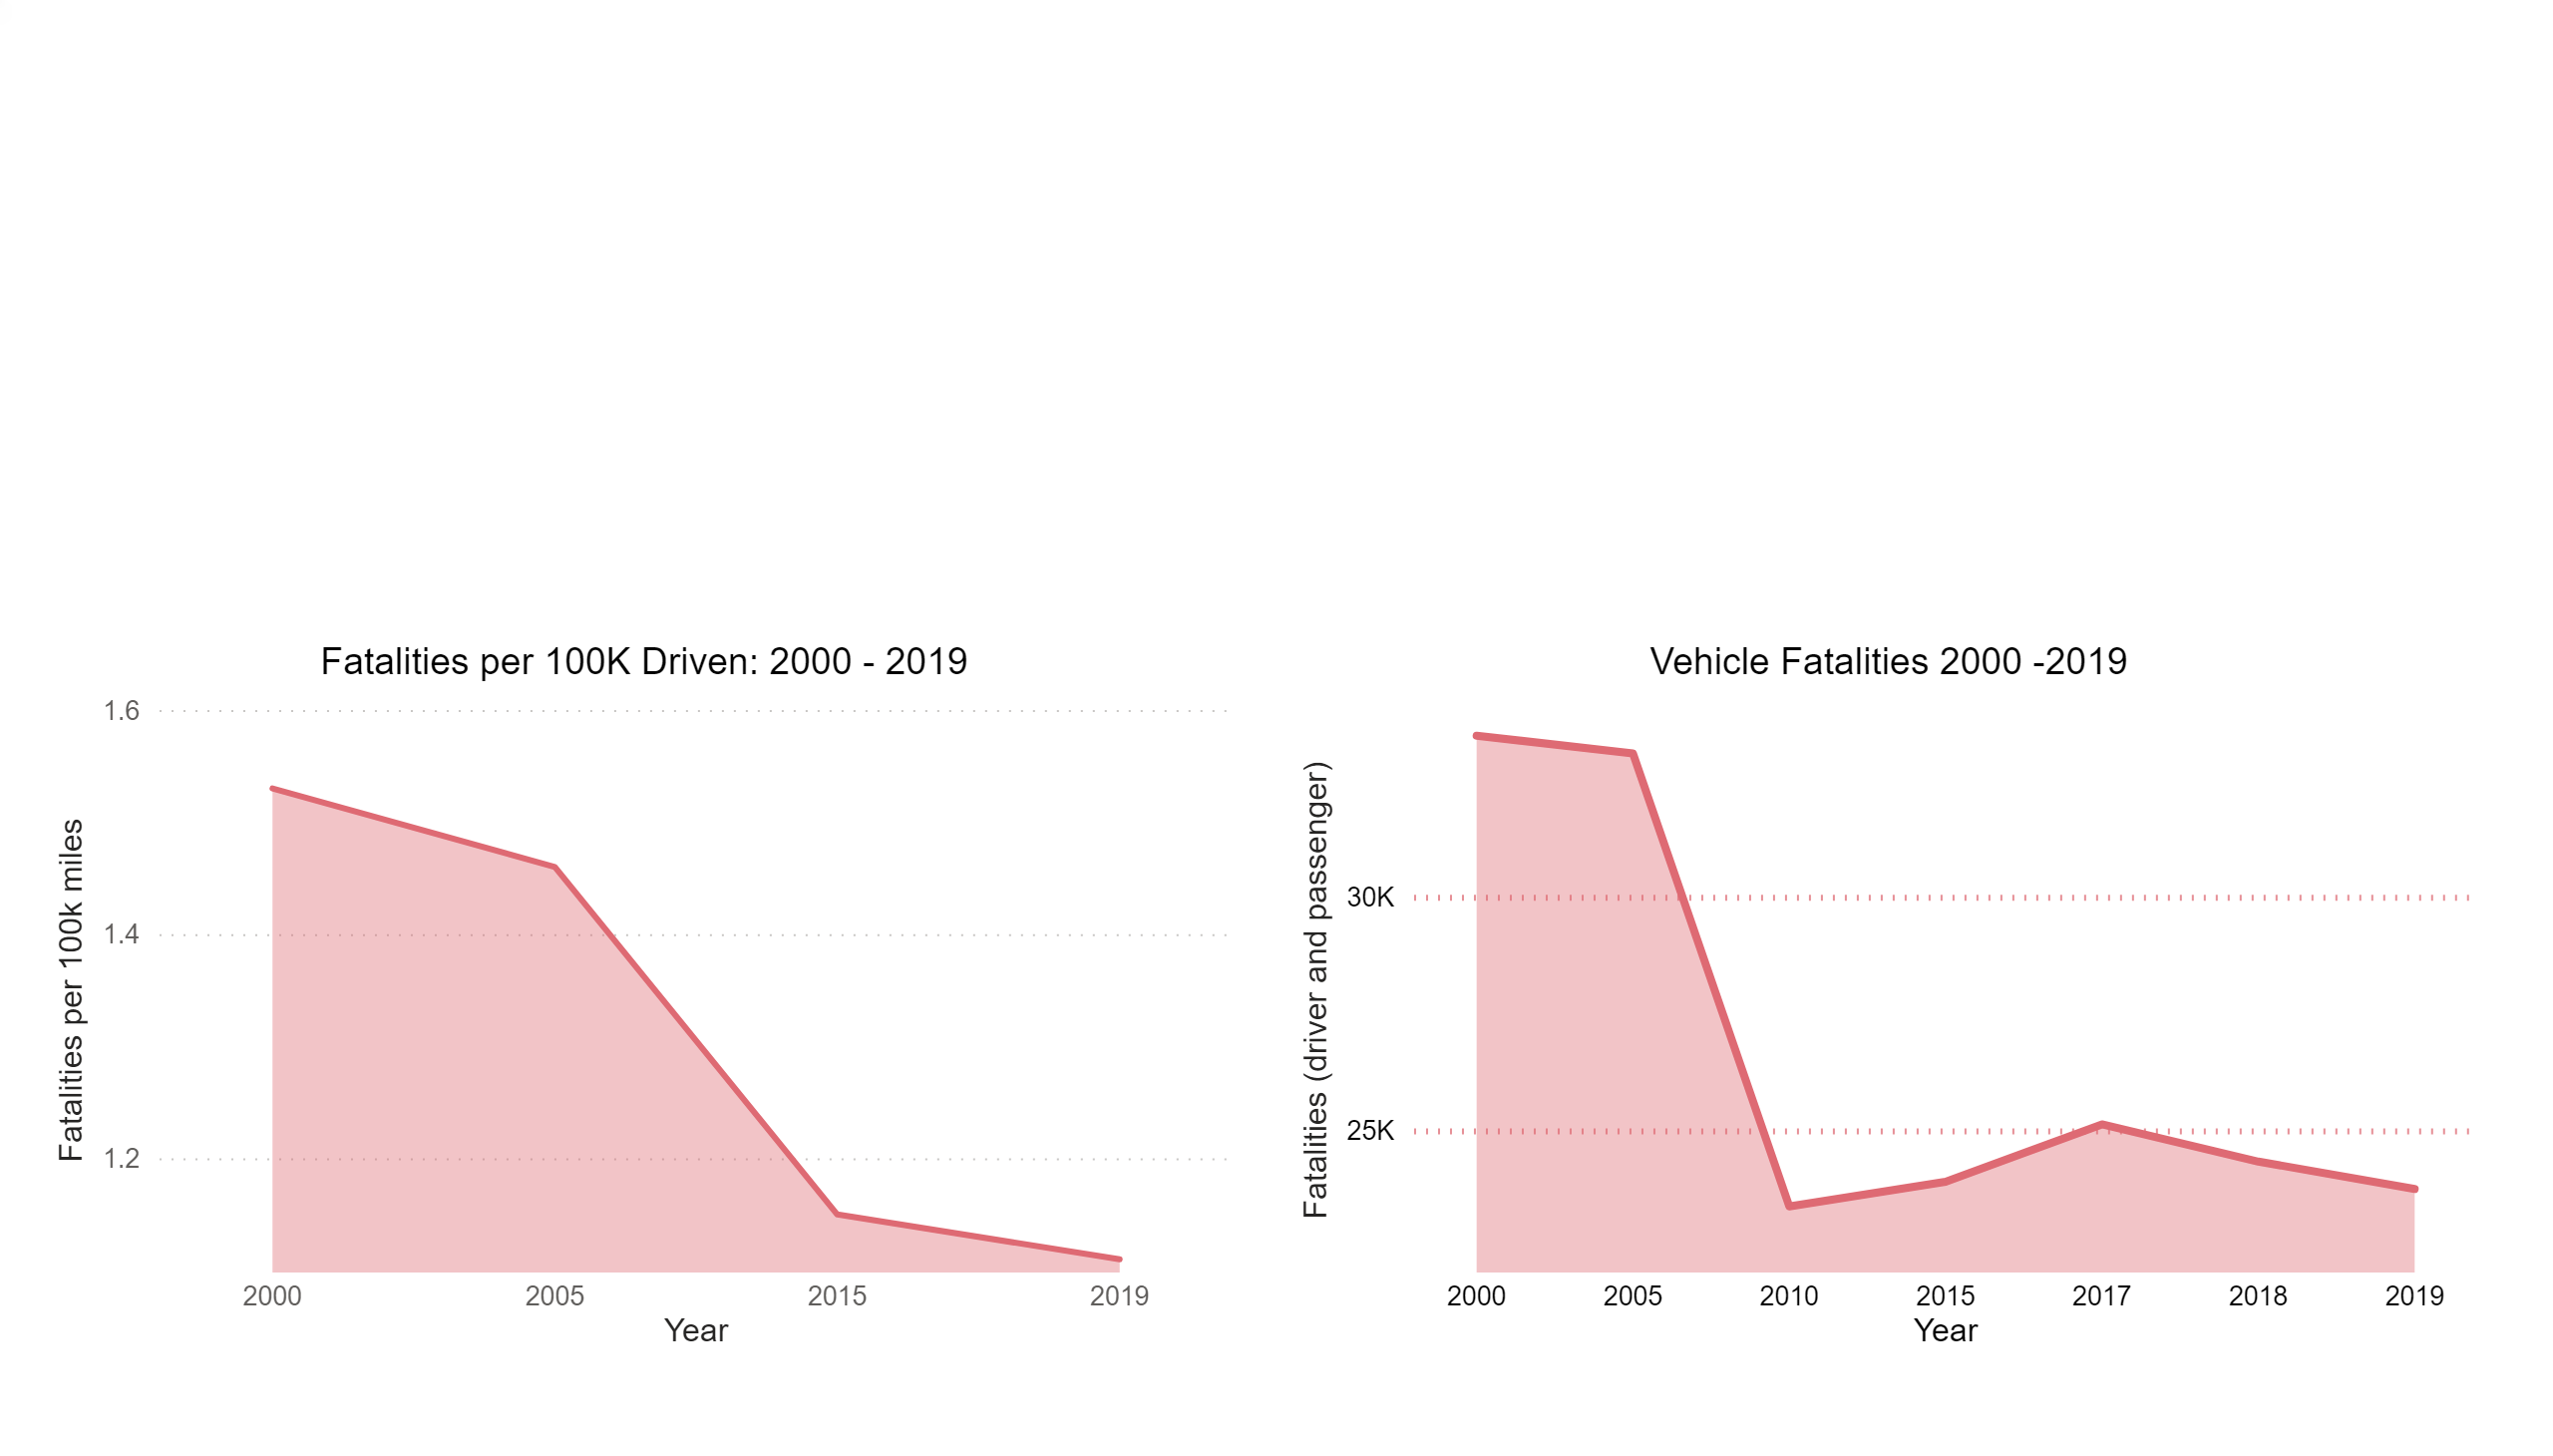 Fatalities per 100K Driven: 2000 - 2019
Fatalities per 100k miles
1.6
1.4
1.2
2000 2005 2015 2019
Year
Vehicle Fatalities 2000 -2019
Fatalities (driver and passenger)
30K
25K
2000 2005 2010 2015 2017 2018 2019
Year